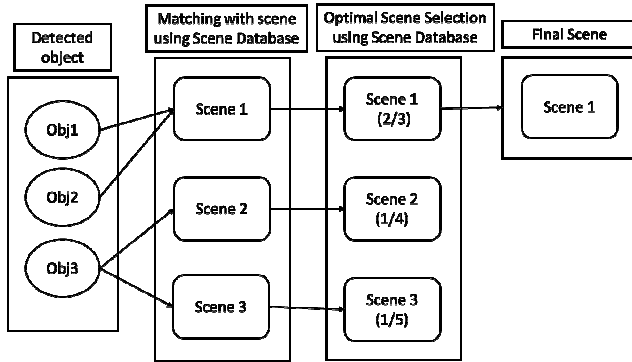 Detected
object
Matching with scene
using Scene Database
Optimal Scene Selection
using Scene Database
Final Scene
Obj1
Obj2
Obj3
Scene 1
Scene 2
Scene 3
Scene 1
(2/3)
Scene 2
(1/4)
Scene 3
(1/5)
Scene 1